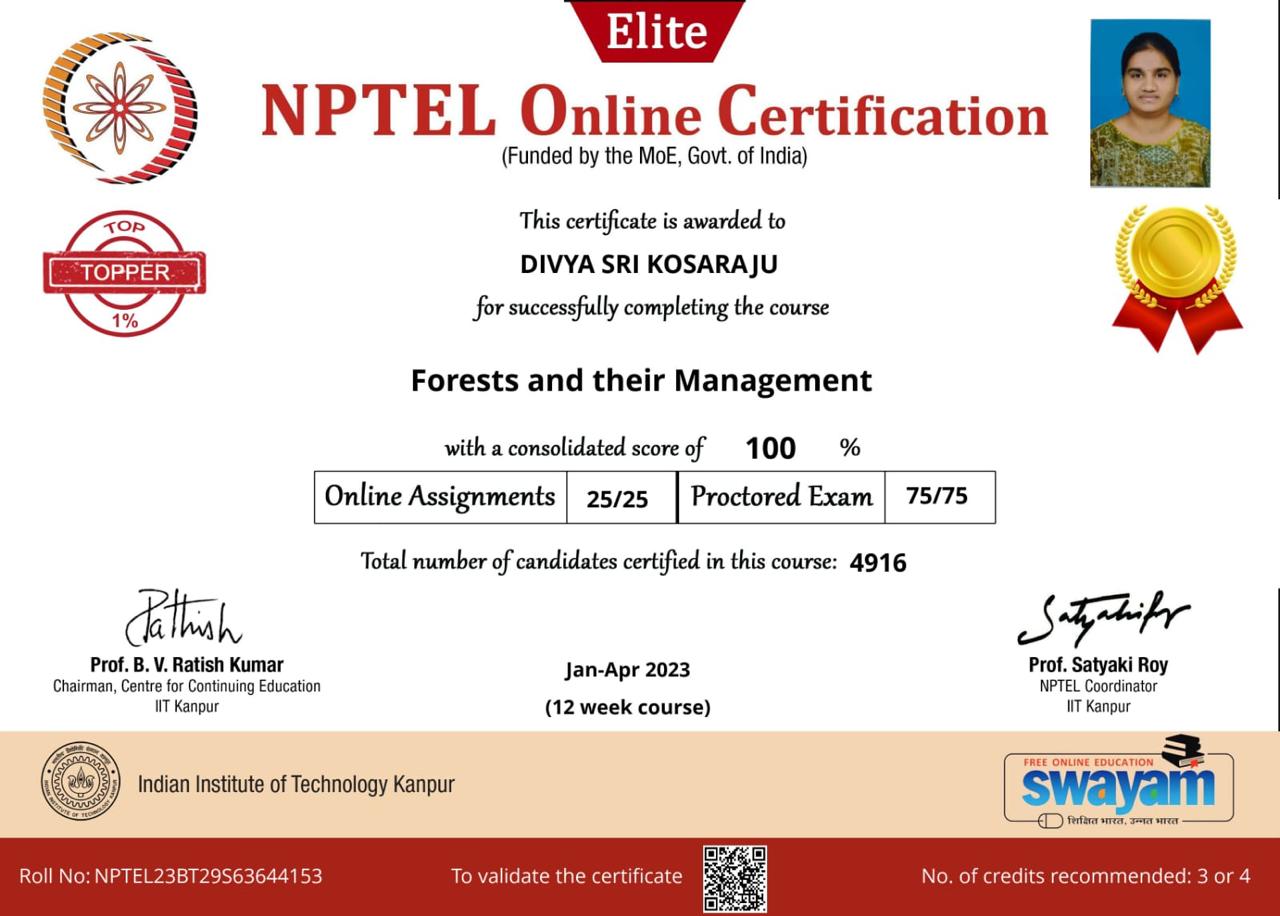 Elite
NPTEL Online Certification
(Funded by the MoE, Govt. of India)
TOP
TOPPER
1%
This certificate is awarded to
DIVYA SRI KOSARAJU
for successfully completing the course
Forests and their Management
with a consolidated score of 100 %
Online Assignments 25/25 Proctored Exam 75/75
Total number of candidates certified in this course: 4916
Prof. B. V. Ratish Kumar
Chairman, Centre for Continuing Education
IIT Kanpur
Jan-Apr 2023
(12 week course)
Prof. Satyaki Roy
NPTEL Coordinator
IIT Kanpur
Indian Institute of Technology Kanpur
FREE ONLINE EDUCATION
swayam
शिक्षित भारत, उन्नत भारत
Roll No: NPTEL23BT29S63644153
To validate the certificate
No. of credits recommended: 3 or 4